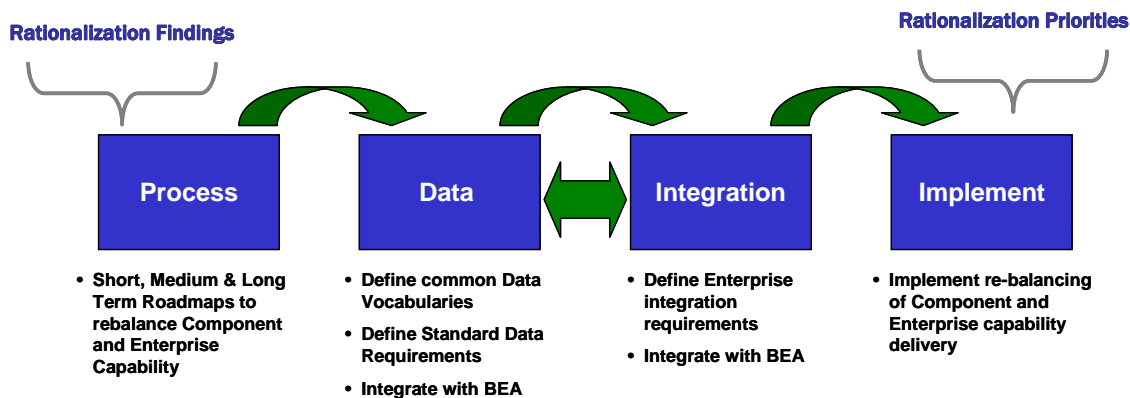 Rationalization Findings
Rationalization Priorities
Process
Data
Integration
Implement
• Short, Medium & Long
Term Roadmaps to
rebalance Component
and Enterprise
Capability
• Define common Data
Vocabularies
• Define Standard Data
Requirements
• Integrate with BEA
• Define Enterprise
integration
requirements
• Integrate with BEA
• Implement re-balancing
of Component and
Enterprise capability
delivery